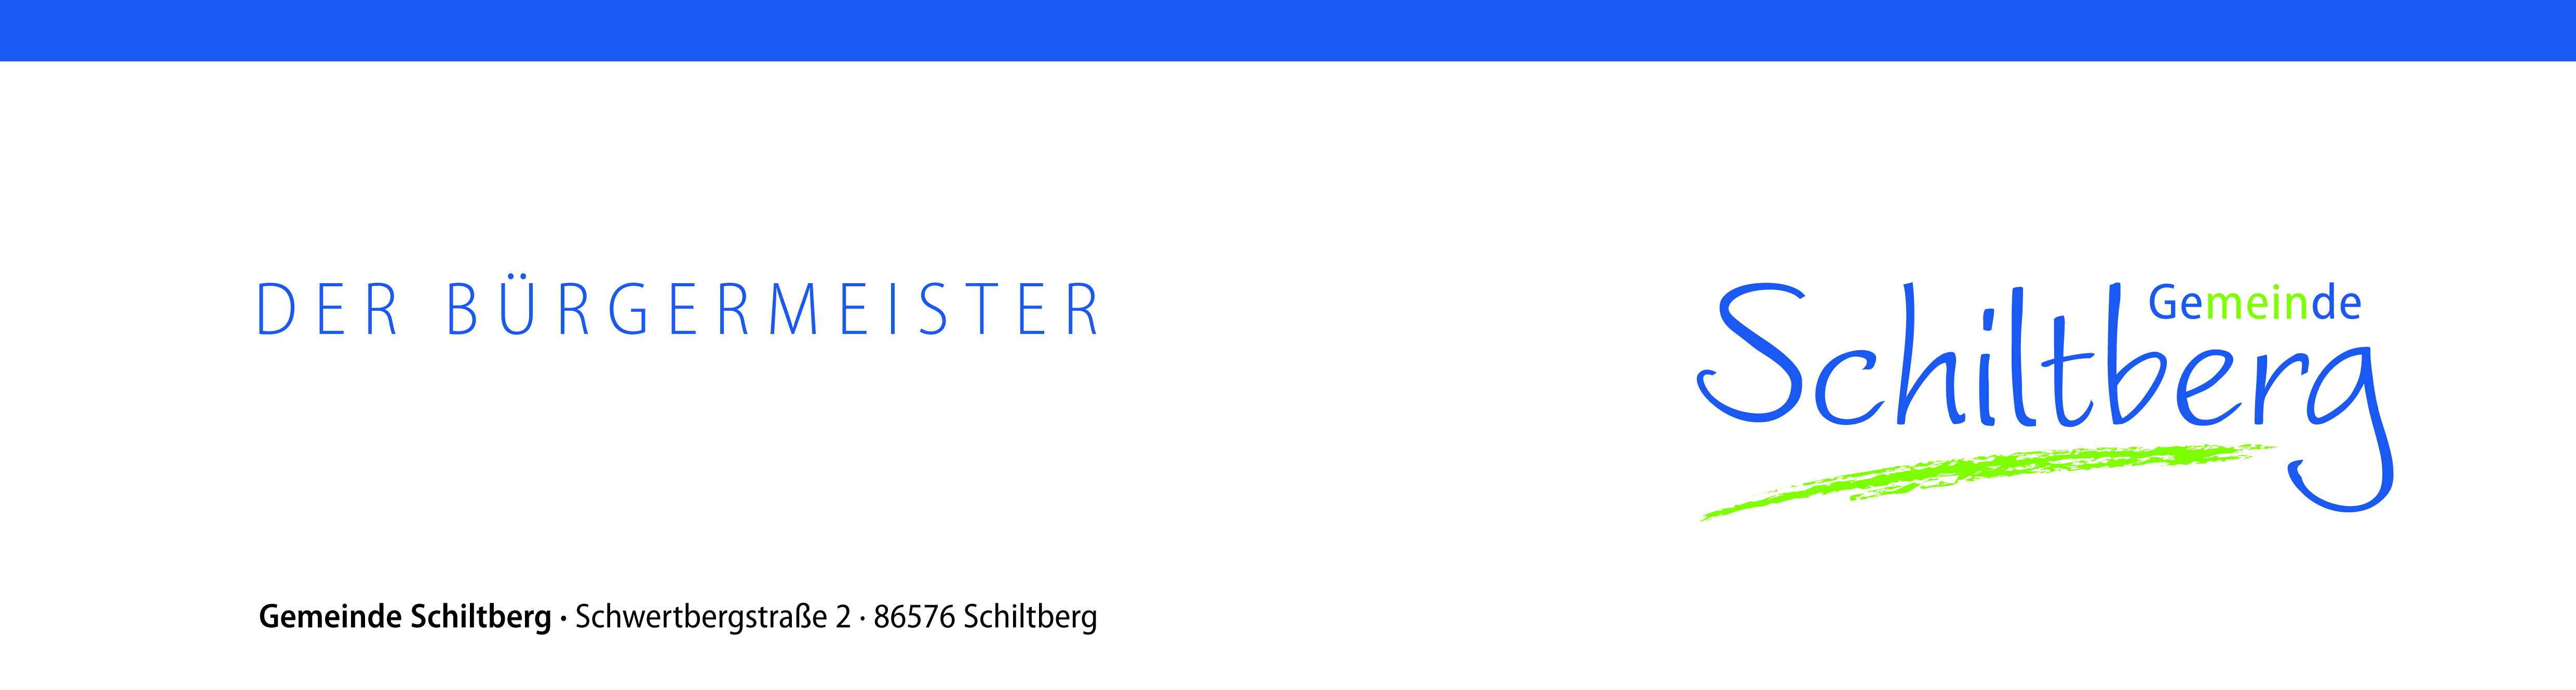 DER BÜRGERMEISTER
Gemeinde
Schiltberg
Gemeinde Schiltberg · Schwertbergstraße 2 · 86576 Schiltberg